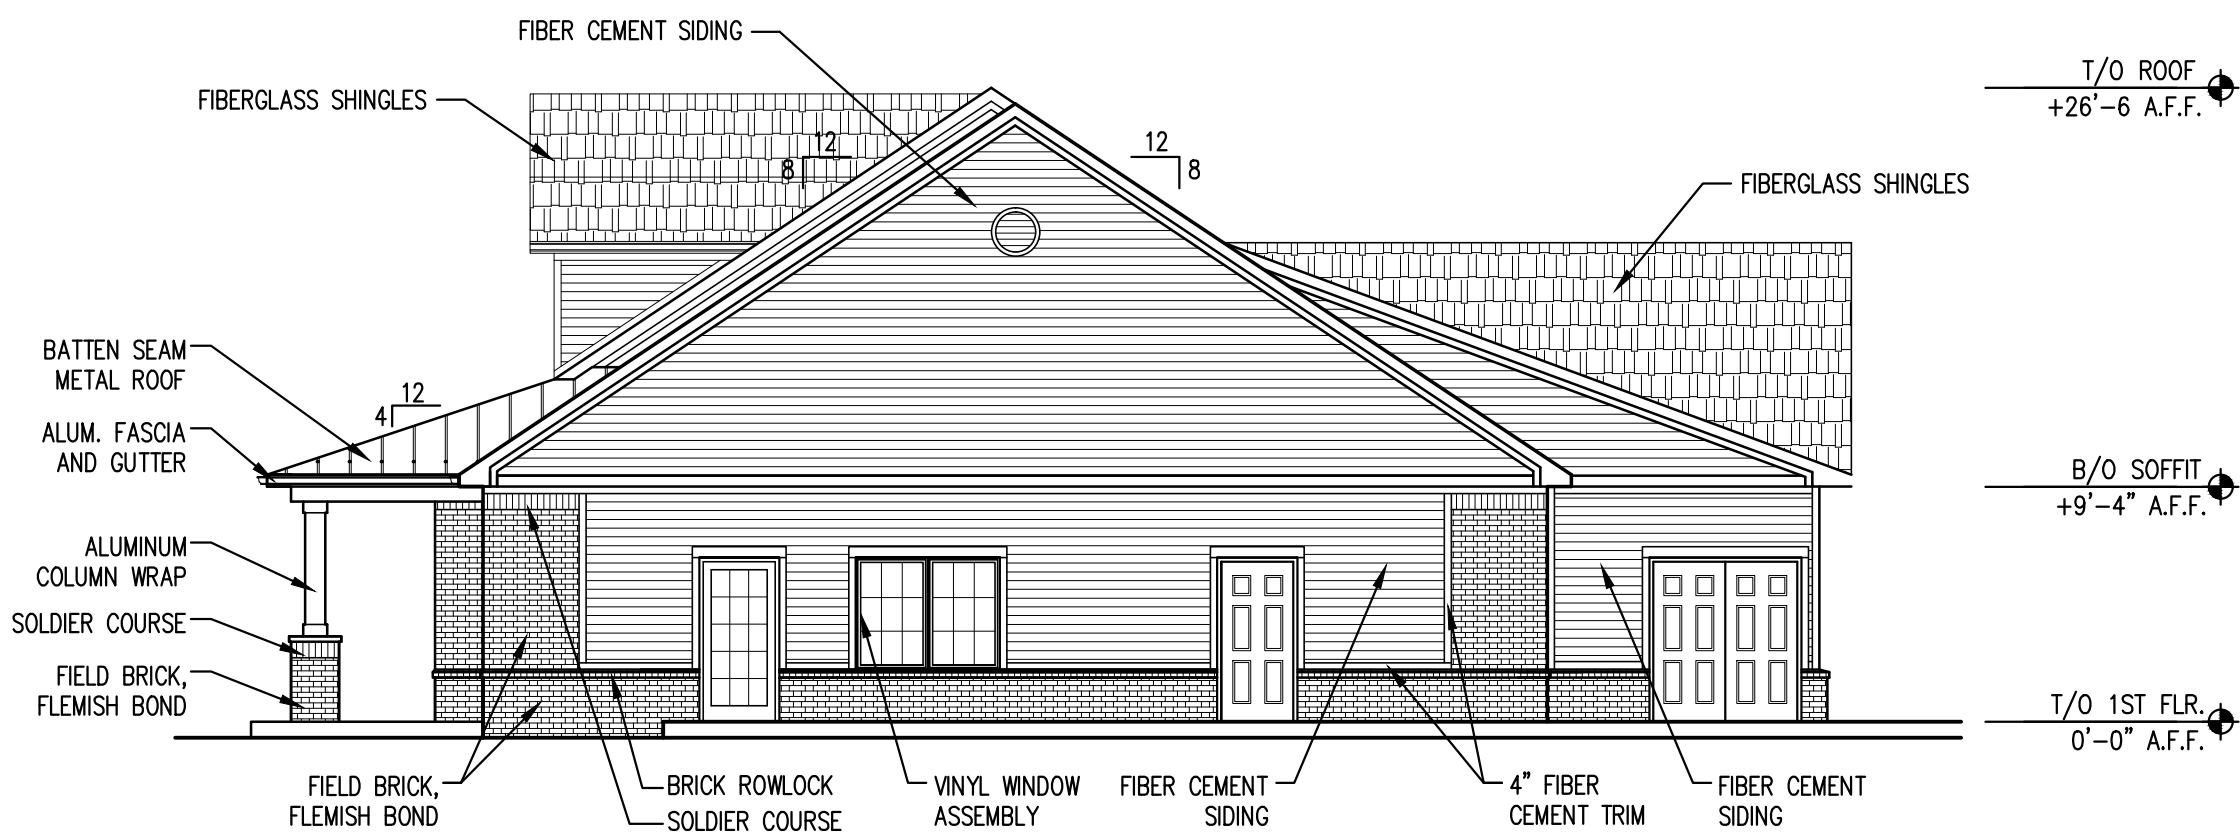 FIBER CEMENT SIDING
T/O ROOF
+26'-6 A.F.F.
FIBERGLASS SHINGLES
12
8
12
8
FIBERGLASS SHINGLES
BATTEN SEAM
METAL ROOF
12
4
ALUM. FASCIA
AND GUTTER
B/O SOFFIT
+9'-4" A.F.F.
ALUMINUM
COLUMN WRAP
SOLDIER COURSE
FIELD BRICK,
FLEMISH BOND
T/O 1ST FLR.
0'-0" A.F.F.
FIELD BRICK,
FLEMISH BOND
BRICK ROWLOCK
SOLDIER COURSE
VINYL WINDOW
ASSEMBLY
FIBER CEMENT
SIDING
4" FIBER
CEMENT TRIM
FIBER CEMENT
SIDING